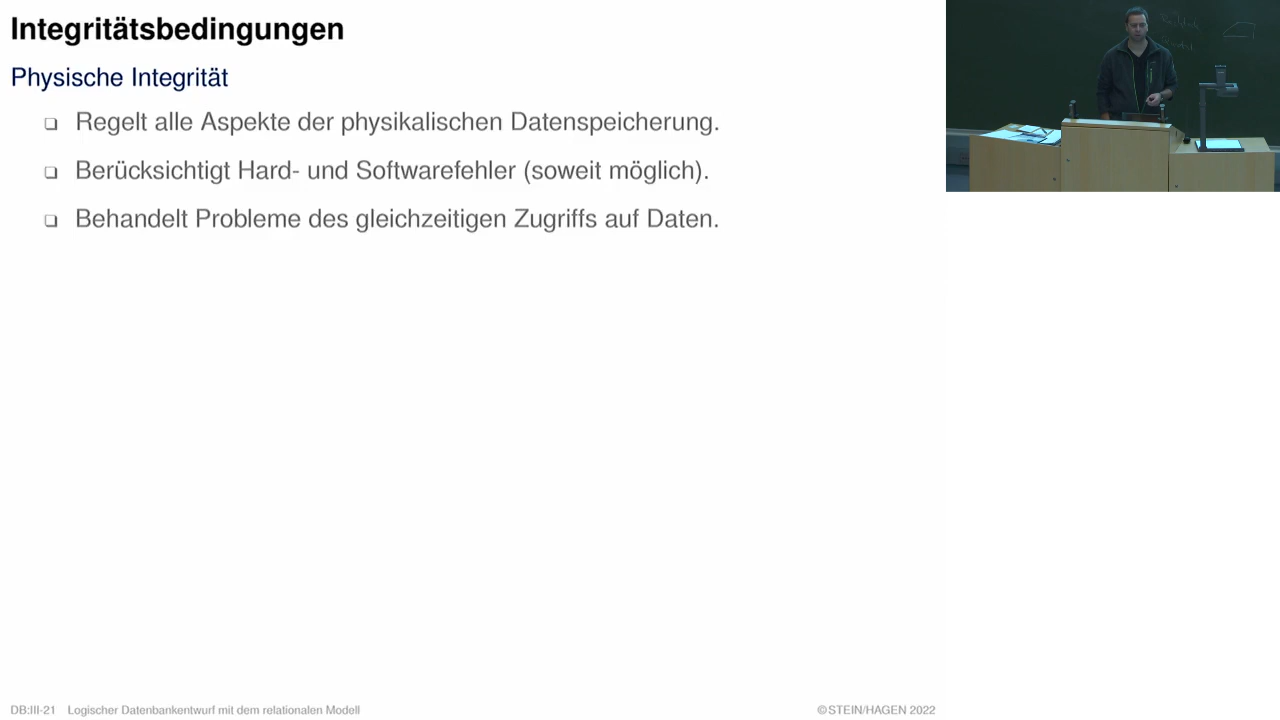 Integritätsbedingungen
Physische Integrität
❑ Regelt alle Aspekte der physikalischen Datenspeicherung.
❑ Berücksichtigt Hard- und Softwarefehler (soweit möglich).
❑ Behandelt Probleme des gleichzeitigen Zugriffs auf Daten.
DB:III-21 Logischer Datenbankentwurf mit dem relationalen Modell
©STEIN/HAGEN 2022